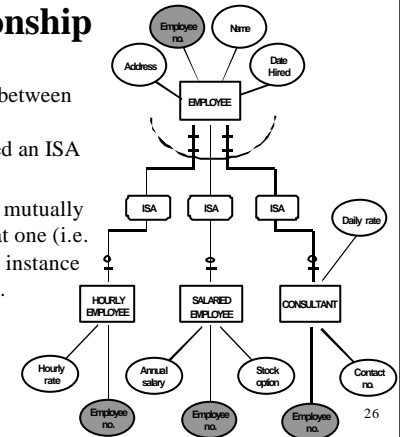 onship
between
ed an ISA
mutually
at one (i.e.
instance
.
Employee
no.
Name
Address
Date
Hired
EMPLOYEE
ISA
ISA
ISA
Daily rate
HOURLY
EMPLOYEE
SALARIED
EMPLOYEE
CONSULTANT
Hourly
rate
Annual
salary
Stock
option
Contact
no.
Employee
no.
Employee
no.
Employee
no.
26